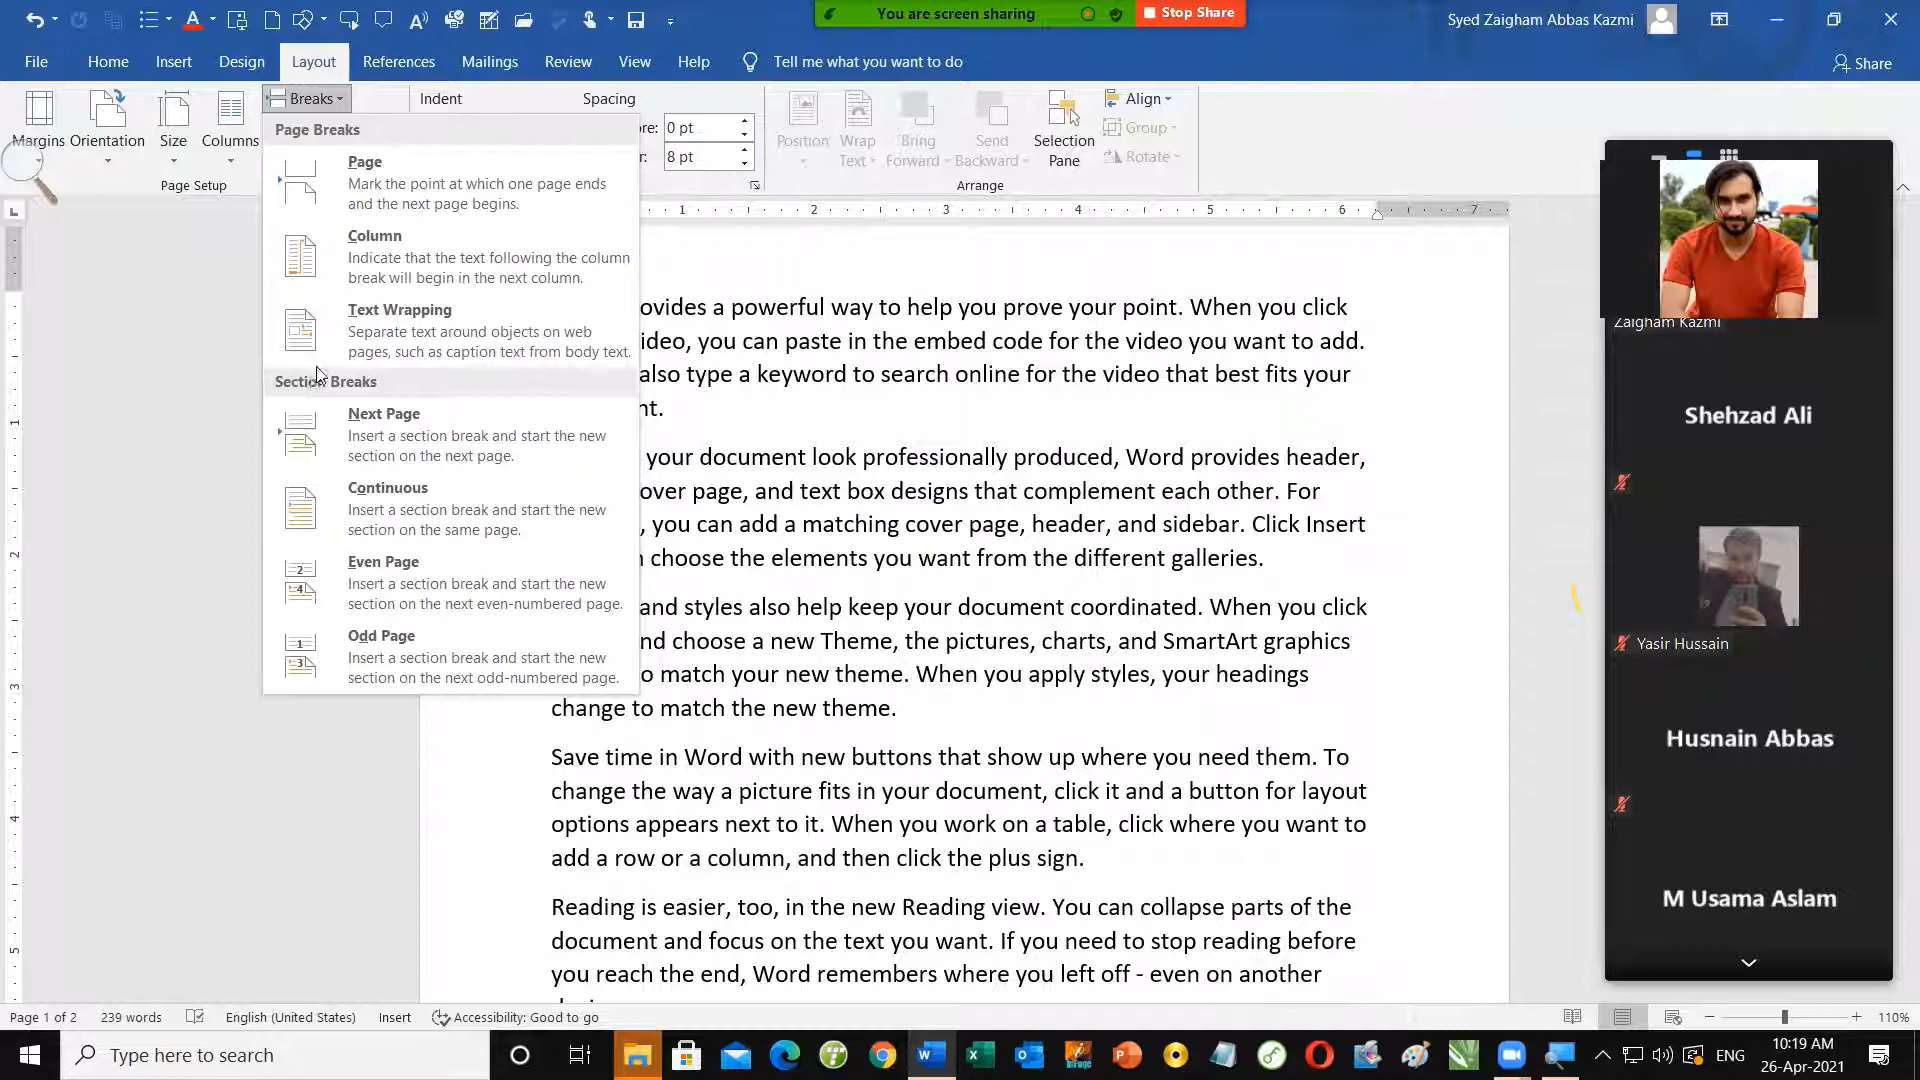 You are screen sharing
Stop Share
Syed Zaigham Abbas Kazmi
File
Home
Insert
Design
Layout
References
Mailings
Review
View
Help
Tell me what you want to do
Share
Margins
Orientation
Size
Columns
Breaks
Indent
Spacing
0 pt
8 pt
Position
Wrap
Text
Bring
Forward
Send
Backward
Selection
Pane
Align
Group
Rotate
Page Setup
Arrange
Page Breaks
Page
Mark the point at which one page ends
and the next page begins.
Column
Indicate that the text following the column
break will begin in the next column.
Text Wrapping
Separate text around objects on web
pages, such as caption text from body text.
Section Breaks
Next Page
Insert a section break and start the new
section on the next page.
Continuous
Insert a section break and start the new
section on the same page.
Even Page
Insert a section break and start the new
section on the next even-numbered page.
Odd Page
Insert a section break and start the new
section on the next odd-numbered page.
1 2 3 4 5 6 7
1
2
3
4
5
ovides a powerful way to help you prove your point. When you click
ideo, you can paste in the embed code for the video you want to add.
also type a keyword to search online for the video that best fits your
nt.
your document look professionally produced, Word provides header,
over page, and text box designs that complement each other. For
, you can add a matching cover page, header, and sidebar. Click Insert
choose the elements you want from the different galleries.
and styles also help keep your document coordinated. When you click
nd choose a new Theme, the pictures, charts, and SmartArt graphics
o match your new theme. When you apply styles, your headings
change to match the new theme.
Save time in Word with new buttons that show up where you need them. To
change the way a picture fits in your document, click it and a button for layout
options appears next to it. When you work on a table, click where you want to
add a row or a column, and then click the plus sign.
Reading is easier, too, in the new Reading view. You can collapse parts of the
document and focus on the text you want. If you need to stop reading before
you reach the end, Word remembers where you left off - even on another
Zaigham Kazmi
Shehzad Ali
Yasir Hussain
Husnain Abbas
M Usama Aslam
Page 1 of 2
239 words
English (United States)
Insert
Accessibility: Good to go
110%
Type here to search
ENG
10:19 AM
26-Apr-2021